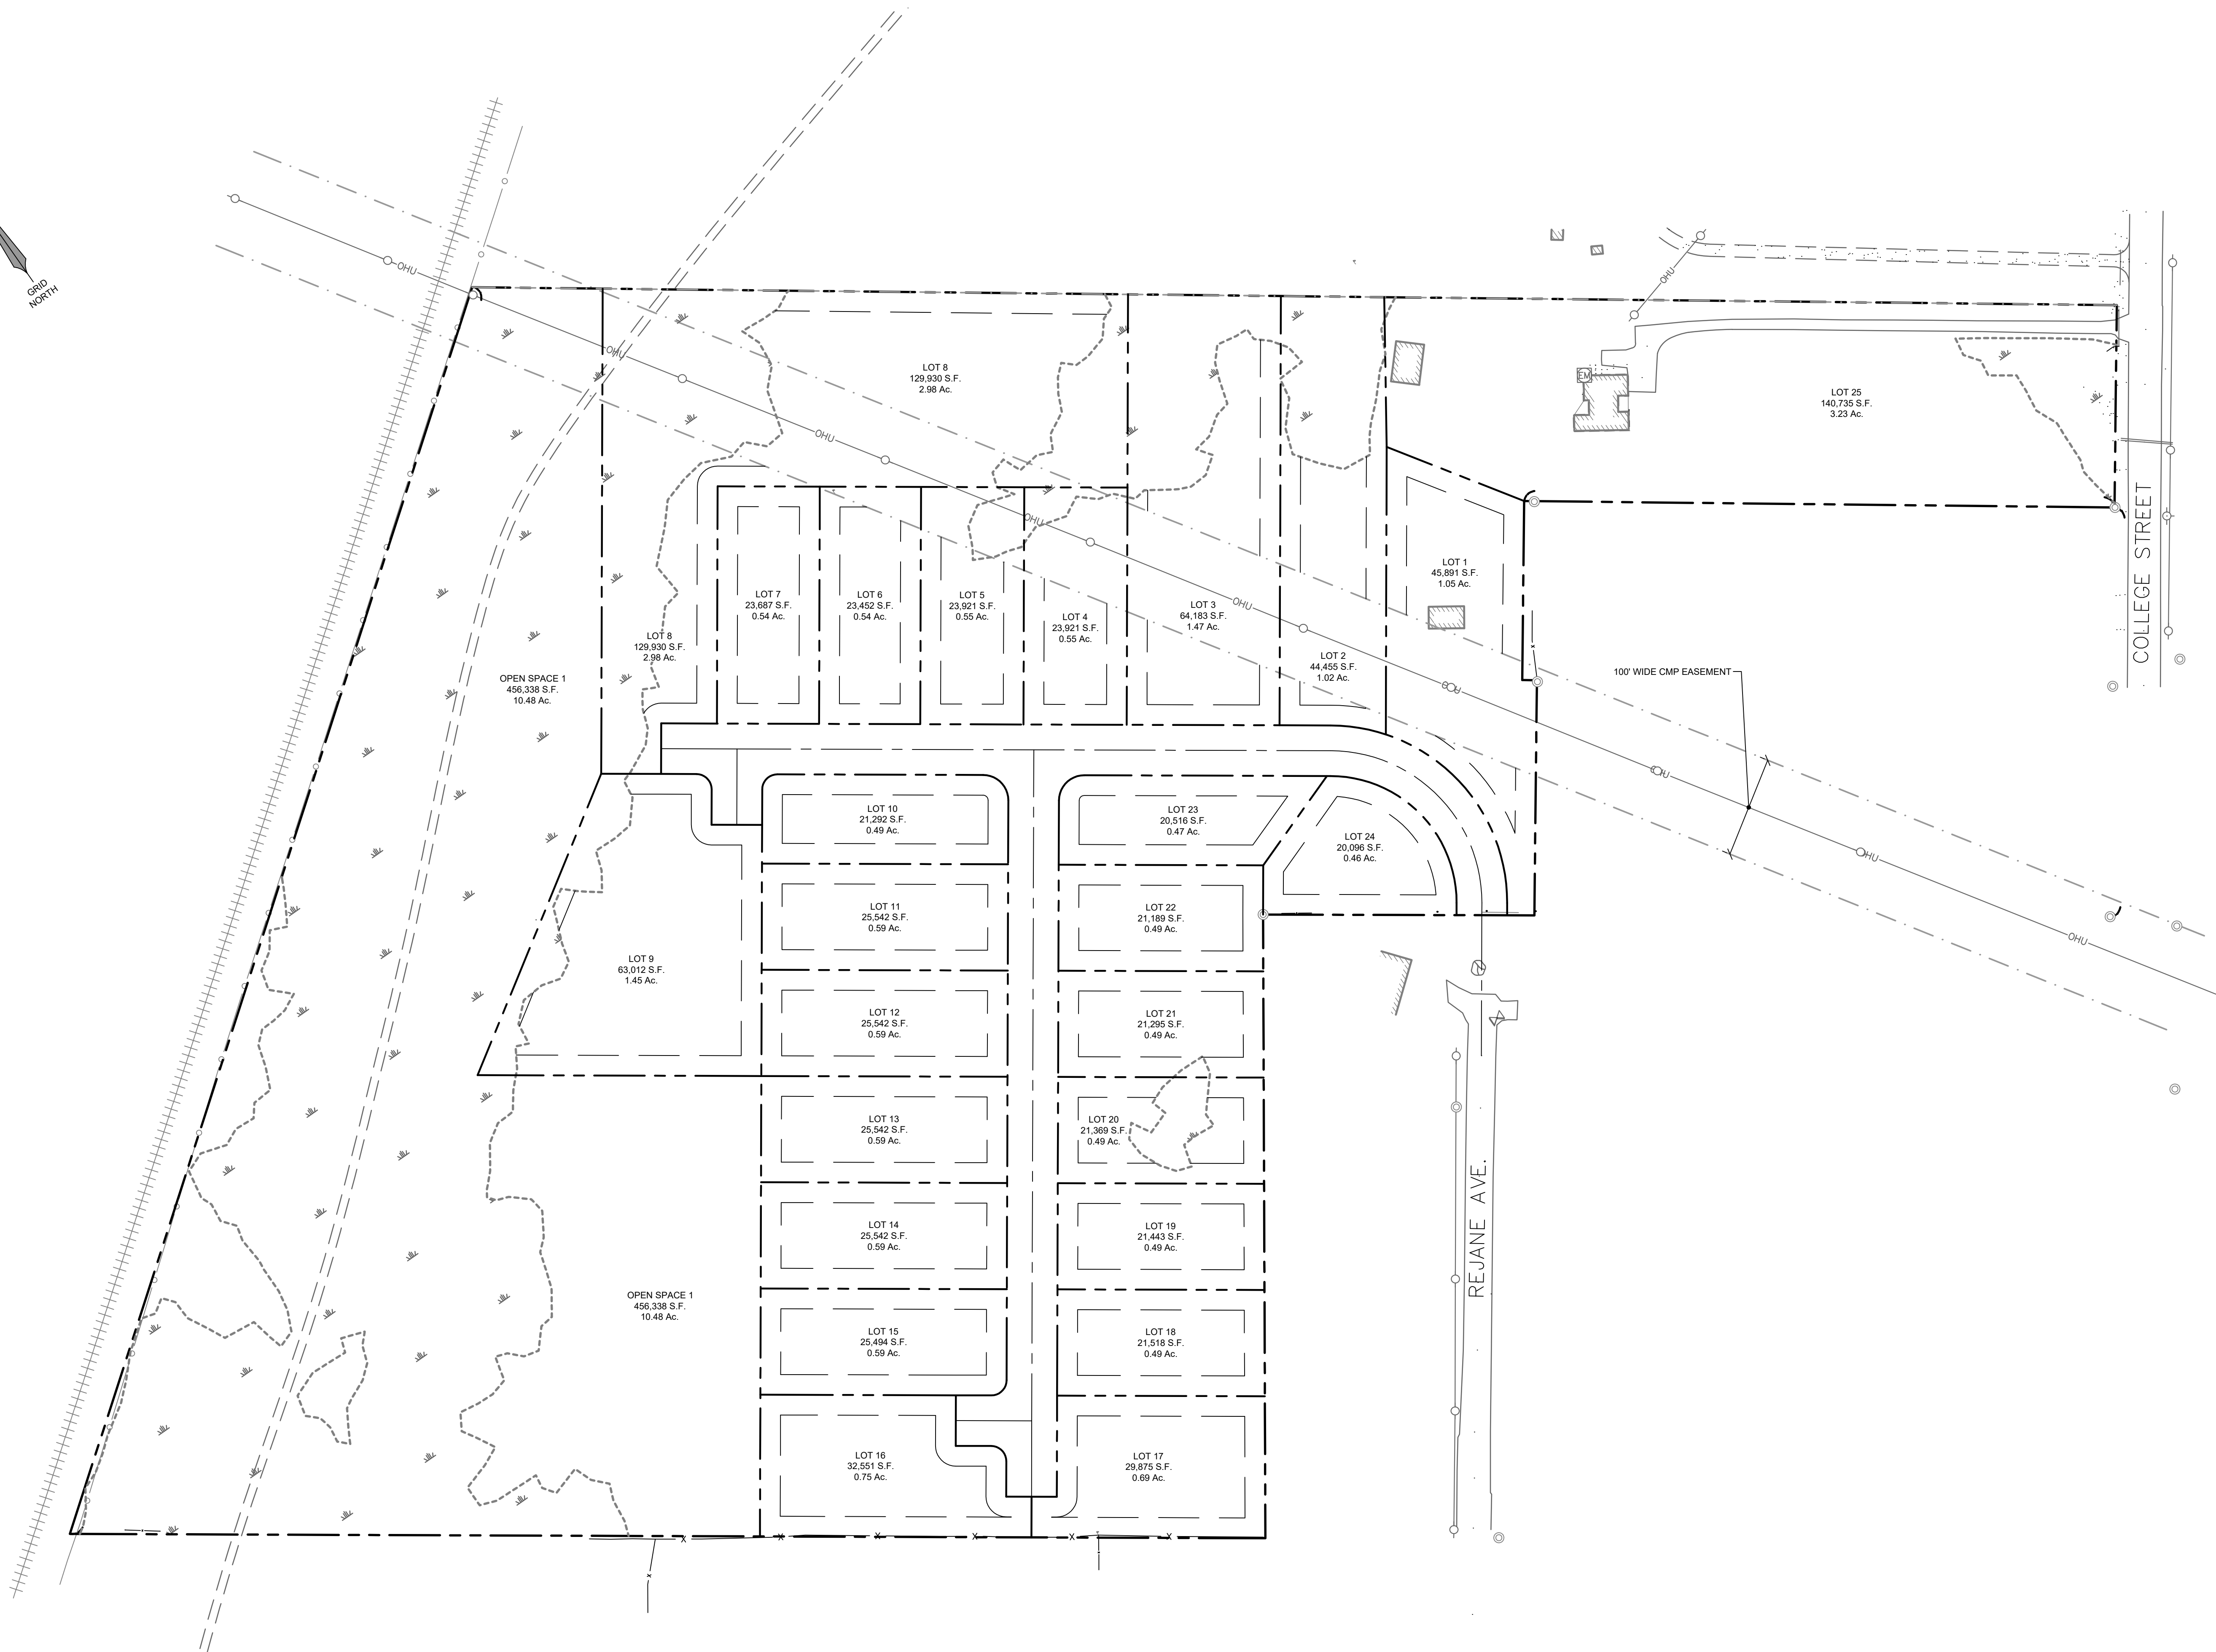 GRID
NORTH
OHU
OHU
OHU
OHU
OHU
OHU
OHU
OHU
OHU
OHU
OHU
EM
LOT 8
129,930 S.F.
2.98 Ac.
LOT 25
140,735 S.F.
3.23 Ac.
COLLEGE STREET
LOT 1
45,891 S.F.
1.05 Ac.
LOT 7
23,687 S.F.
0.54 Ac.
LOT 6
23,452 S.F.
0.54 Ac.
LOT 5
23,921 S.F.
0.55 Ac.
LOT 4
23,921 S.F.
0.55 Ac.
LOT 3
64,183 S.F.
1.47 Ac.
LOT 8
129,930 S.F.
2.98 Ac.
LOT 2
44,455 S.F.
1.02 Ac.
100' WIDE CMP EASEMENT
OPEN SPACE 1
456,338 S.F.
10.48 Ac.
LOT 10
21,292 S.F.
0.49 Ac.
LOT 23
20,516 S.F.
0.47 Ac.
LOT 24
20,096 S.F.
0.46 Ac.
LOT 11
25,542 S.F.
0.59 Ac.
LOT 22
21,189 S.F.
0.49 Ac.
LOT 9
63,012 S.F.
1.45 Ac.
LOT 12
25,542 S.F.
0.59 Ac.
LOT 21
21,295 S.F.
0.49 Ac.
LOT 13
25,542 S.F.
0.59 Ac.
LOT 20
21,369 S.F.
0.49 Ac.
LOT 14
25,542 S.F.
0.59 Ac.
LOT 19
21,443 S.F.
0.49 Ac.
REJANE AVE.
OPEN SPACE 1
456,338 S.F.
10.48 Ac.
LOT 15
25,494 S.F.
0.59 Ac.
LOT 18
21,518 S.F.
0.49 Ac.
LOT 16
32,551 S.F.
0.75 Ac.
LOT 17
29,875 S.F.
0.69 Ac.